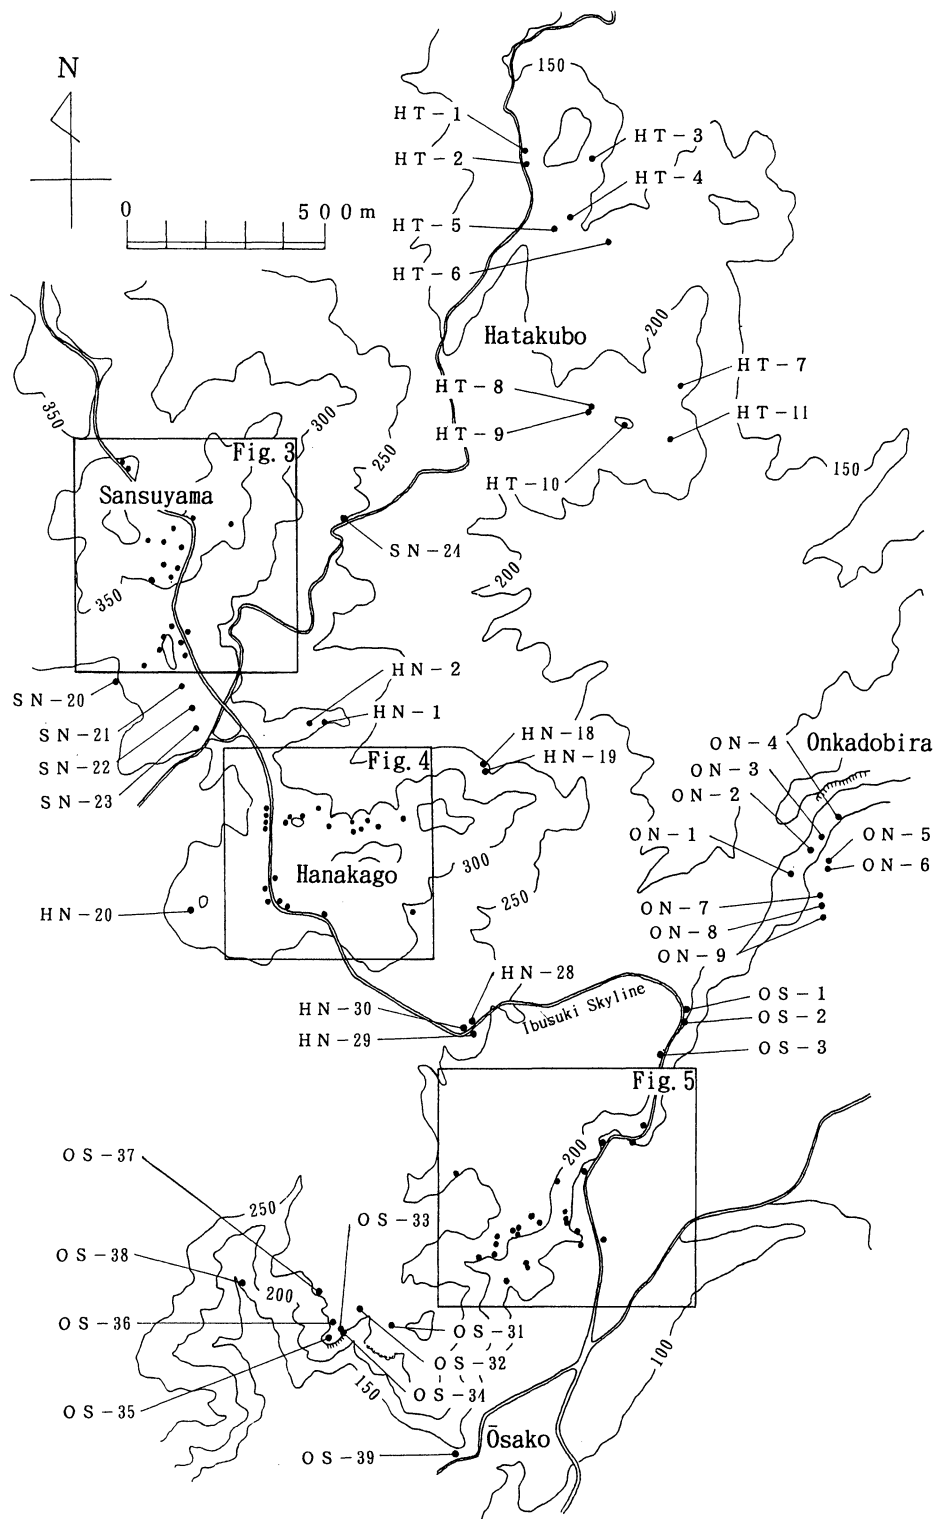 N
0 500m
150
HT-1
HT-2
HT-3
HT-4
HT-5
HT-6
Hatakubo
200
HT-7
HT-8
HT-9
HT-10
HT-11
150
350
300
250
Fig.3
Sansuyama
350
SN-24
200
SN-20
SN-21
SN-22
SN-23
HN-2
HN-1
HN-18
HN-19
Fig.4
Hanakago
300
250
HN-20
ON-4
Onkadobira
ON-3
ON-2
ON-1
ON-5
ON-6
ON-7
ON-8
ON-9
HN-28
HN-30
HN-29
Ibusuki Skyline
OS-1
OS-2
OS-3
Fig.5
200
OS-37
250
OS-33
OS-38
200
OS-36
OS-31
OS-32
OS-34
OS-35
150
100
Ōsako
OS-39